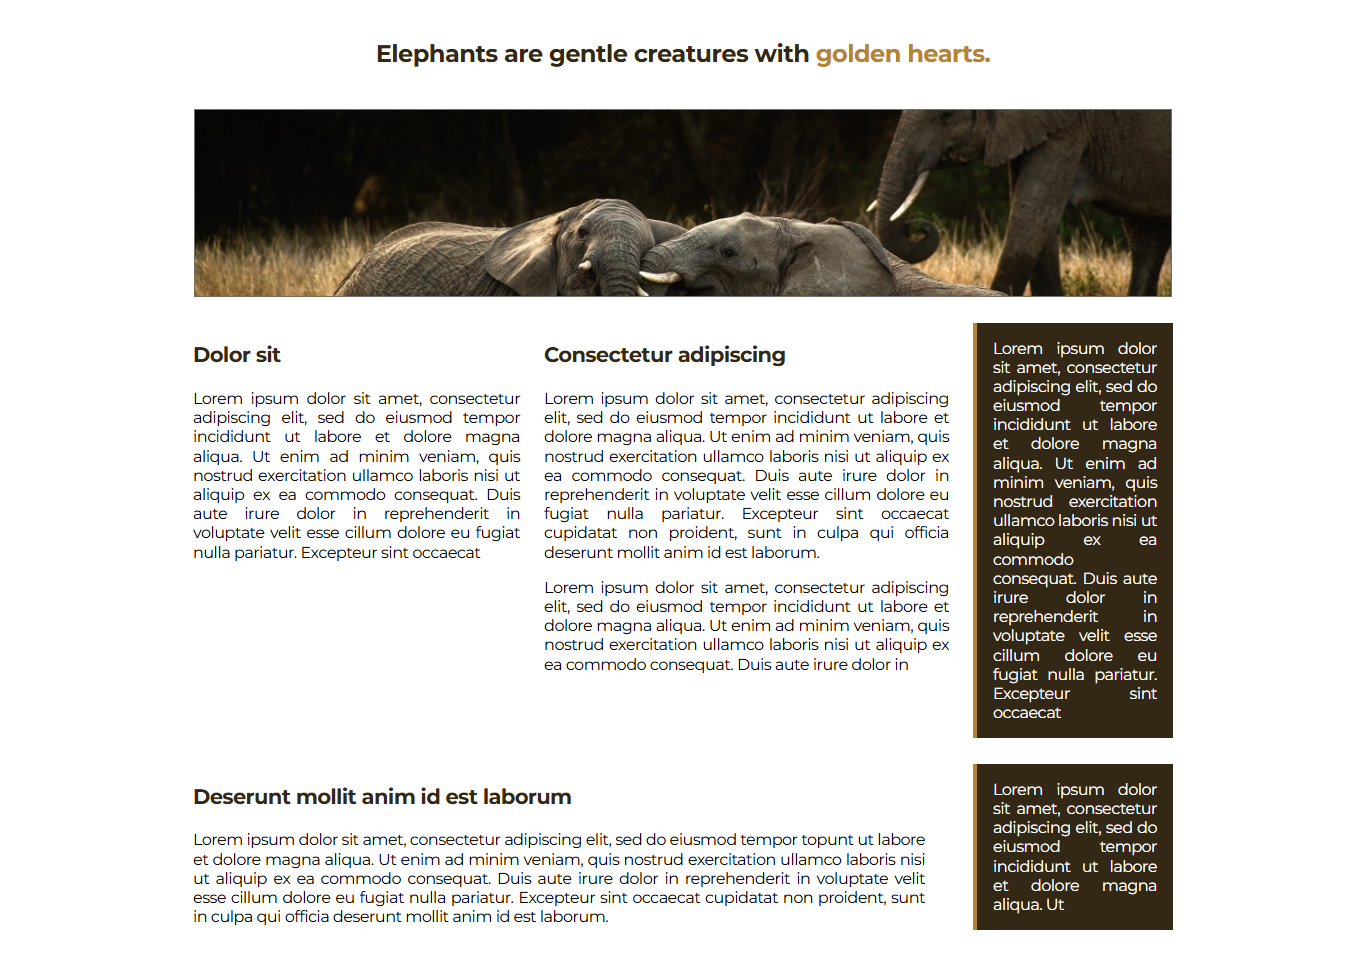 Elephants are gentle creatures with golden hearts.
Dolor sit
Lorem ipsum dolor sit amet, consectetur
adipiscing elit, sed do eiusmod tempor
incididunt ut labore et dolore magna
aliqua. Ut enim ad minim veniam, quis
nostrud exercitation ullamco laboris nisi ut
aliquip ex ea commodo consequat. Duis
aute irure dolor in reprehenderit in
voluptate velit esse cillum dolore eu fugiat
nulla pariatur. Excepteur sint occaecat
Consectetur adipiscing
Lorem ipsum dolor sit amet, consectetur adipiscing
elit, sed do eiusmod tempor incididunt ut labore et
dolore magna aliqua. Ut enim ad minim veniam, quis
nostrud exercitation ullamco laboris nisi ut aliquip ex
ea commodo consequat. Duis aute irure dolor in
reprehenderit in voluptate velit esse cillum dolore eu
fugiat nulla pariatur. Excepteur sint occaecat
cupidatat non proident, sunt in culpa qui officia
deserunt mollit anim id est laborum.
Lorem ipsum dolor sit amet, consectetur adipiscing
elit, sed do eiusmod tempor incididunt ut labore et
dolore magna aliqua. Ut enim ad minim veniam, quis
nostrud exercitation ullamco laboris nisi ut aliquip ex
ea commodo consequat. Duis aute irure dolor in
Lorem ipsum dolor
sit amet, consectetur
adipiscing elit, sed do
eiusmod tempor
incididunt ut labore
et dolore magna
aliqua. Ut enim ad
minim veniam, quis
nostrud exercitation
ullamco laboris nisi ut
aliquip ex ea
commodo
consequat. Duis aute
irure dolor in
reprehenderit in
voluptate velit esse
cillum dolore eu
fugiat nulla pariatur.
Excepteur sint
occaecat
Deserunt mollit anim id est laborum
Lorem ipsum dolor sit amet, consectetur adipiscing elit, sed do eiusmod tempor topunt ut labore
et dolore magna aliqua. Ut enim ad minim veniam, quis nostrud exercitation ullamco laboris nisi
ut aliquip ex ea commodo consequat. Duis aute irure dolor in reprehenderit in voluptate velit
esse cillum dolore eu fugiat nulla pariatur. Excepteur sint occaecat cupidatat non proident, sunt
in culpa qui officia deserunt mollit anim id est laborum.
Lorem ipsum dolor
sit amet, consectetur
adipiscing elit, sed do
eiusmod tempor
incididunt ut labore
et dolore magna
aliqua. Ut